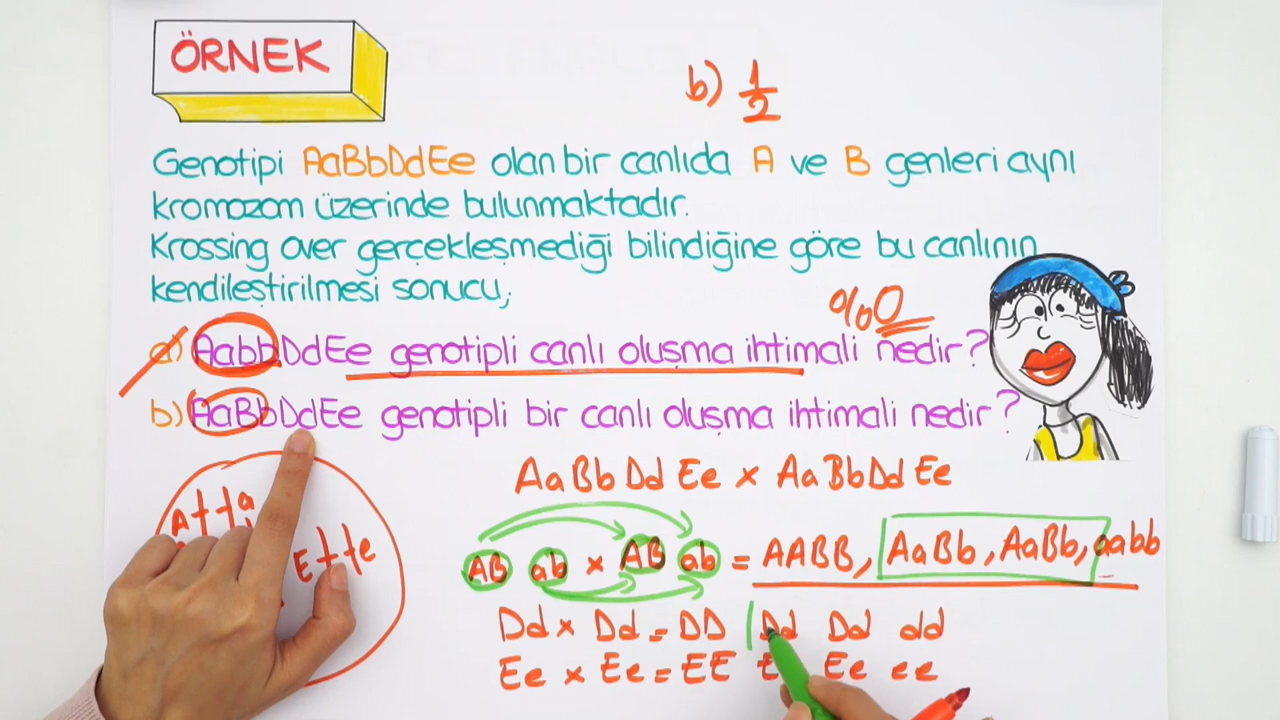 ÖRNEK
b) 1/2
Genotipi AaBbDdEe olan bir canlıda A ve B genleri aynı
kromozom üzerinde bulunmaktadır.
Krossing over gerçekleşmediği bilindiğine göre bu canlının
kendileştirilmesi sonucu;
%0
a) AabbDdEe genotipli canlı oluşma ihtimali nedir?
b) AaBbDdEe genotipli bir canlı oluşma ihtimali nedir?
AaBbDdEe x AaBbDdEe
AB ab x AB ab = AABB, AaBb, AaBb, aabb
Dd x Dd = DD Dd Dd dd
Ee x Ee = EE Ee ee
A a
E e